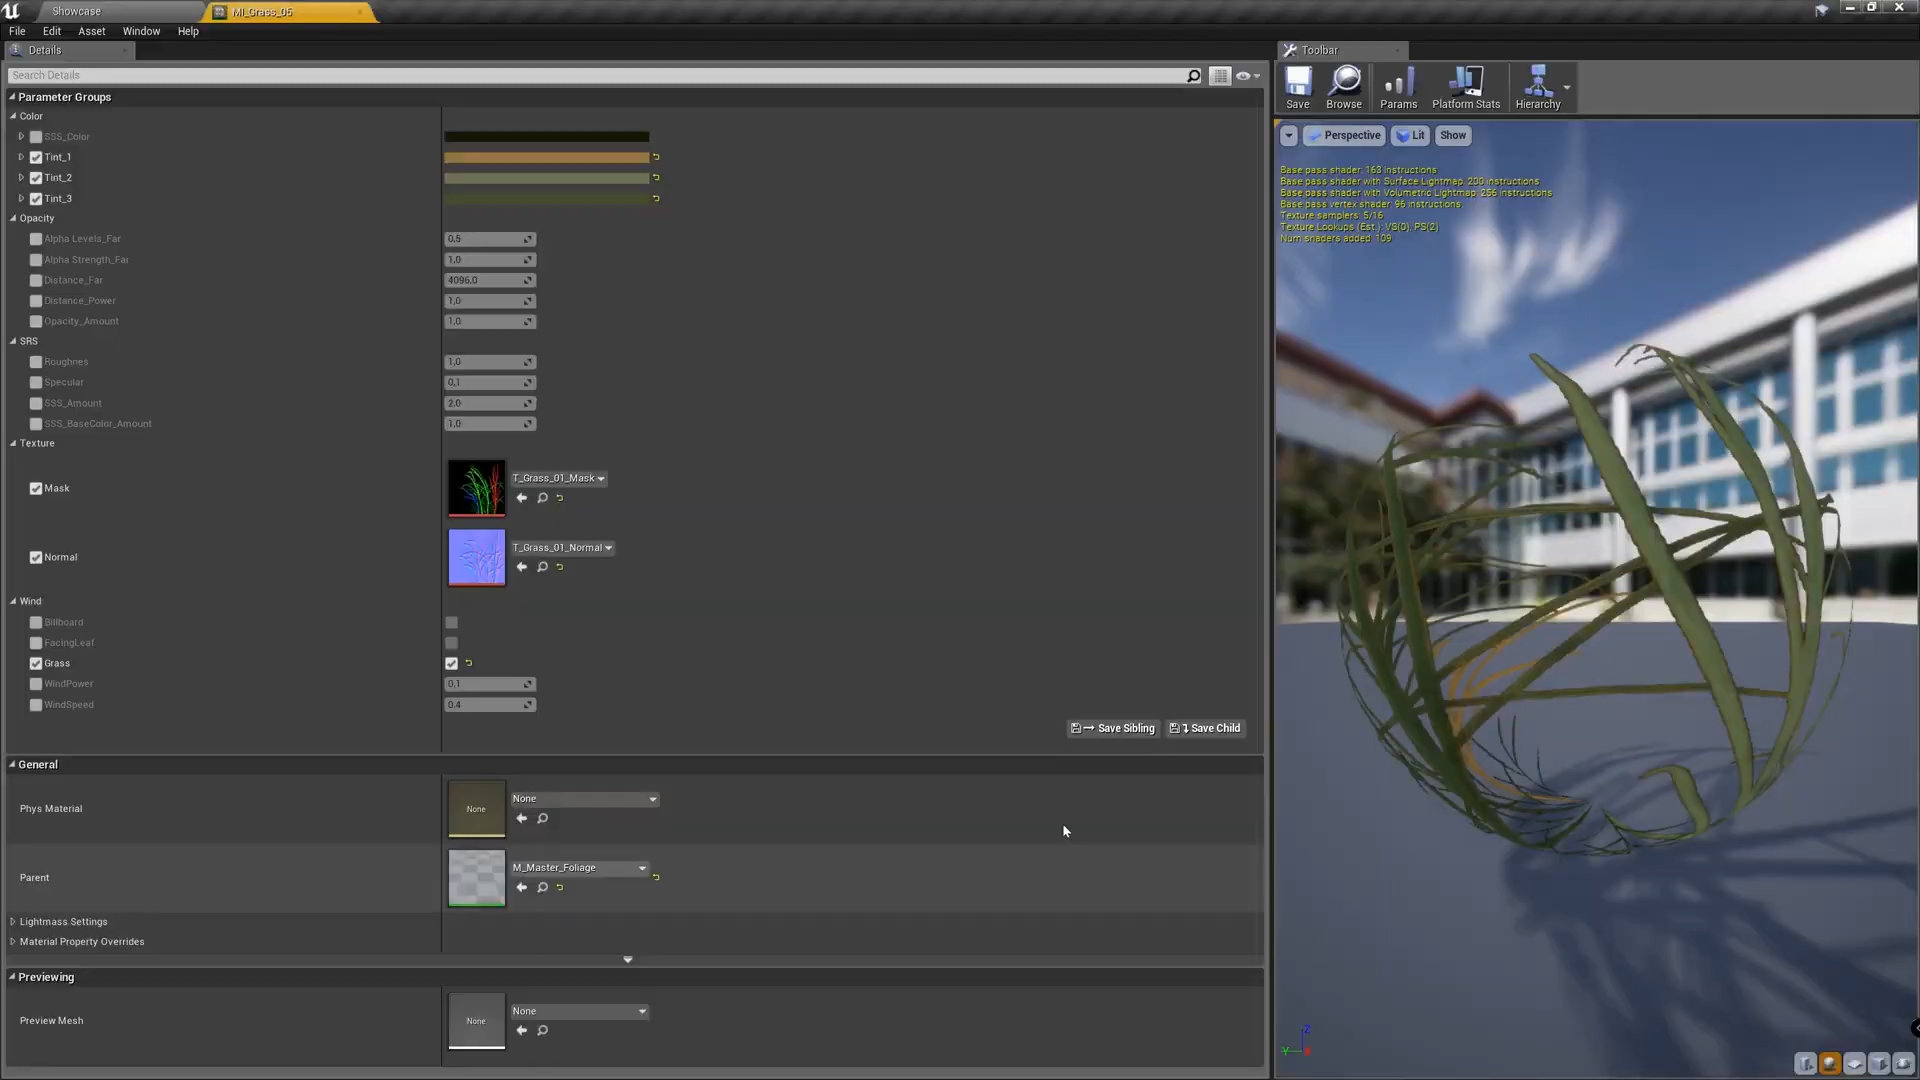 Showcase
MI_Grass_05
File Edit Asset Window Help
Details
Toolbar
Search Details
Save Browse Params Platform Stats Hierarchy
Parameter Groups
Color
SSS_Color
Tint_1
Tint_2
Tint_3
Opacity
Alpha Levels_Far 0,5
Alpha Strength_Far 1,0
Distance_Far 4096,0
Distance_Power 1,0
Opacity_Amount 1,0
SRS
Roughnes 1,0
Specular 0,1
SSS_Amount 2,0
SSS_BaseColor_Amount 1,0
Texture
Mask T_Grass_01_Mask
Normal T_Grass_01_Normal
Wind
Billboard
FacingLeaf
Grass
WindPower 0,1
WindSpeed 0,4
Save Sibling Save Child
General
Phys Material None None
Parent M_Master_Foliage
Lightmass Settings
Material Property Overrides
Previewing
Preview Mesh None None
Perspective Lit Show
Base pass shader: 163 instructions
Base pass shader with Surface Lightmap: 200 instructions
Base pass shader with Volumetric Lightmap: 256 instructions
Base pass vertex shader: 96 instructions
Texture samplers: 5/16
Texture Lookups (Est.): VS(0), PS(2)
Num shaders added: 109
Z
Y X